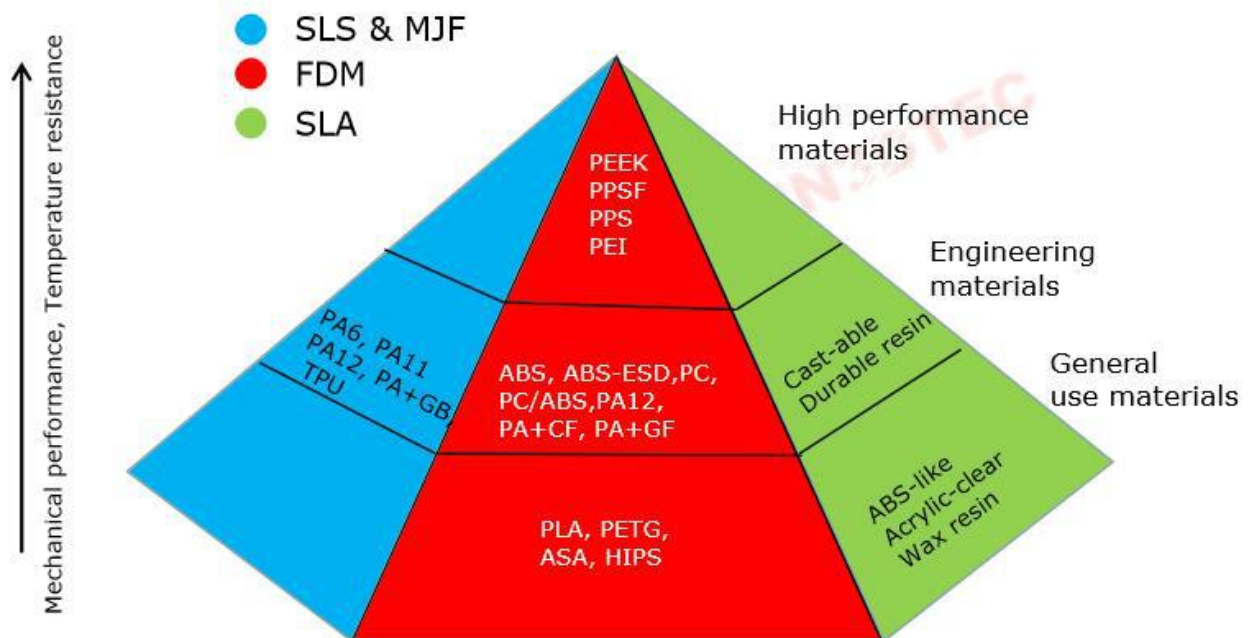 Mechanical performance, Temperature resistance
SLS & MJF
FDM
SLA
High performance
materials
Engineering
materials
General
use materials
PEEK
PPSF
PPS
PEI
PA6, PA11
PA12, PA+GB
TPU
ABS, ABS-ESD,PC,
PC/ABS,PA12,
PA+CF, PA+GF
Cast-able
Durable resin
PLA, PETG,
ASA, HIPS
ABS-like
Acrylic-clear
Wax resin